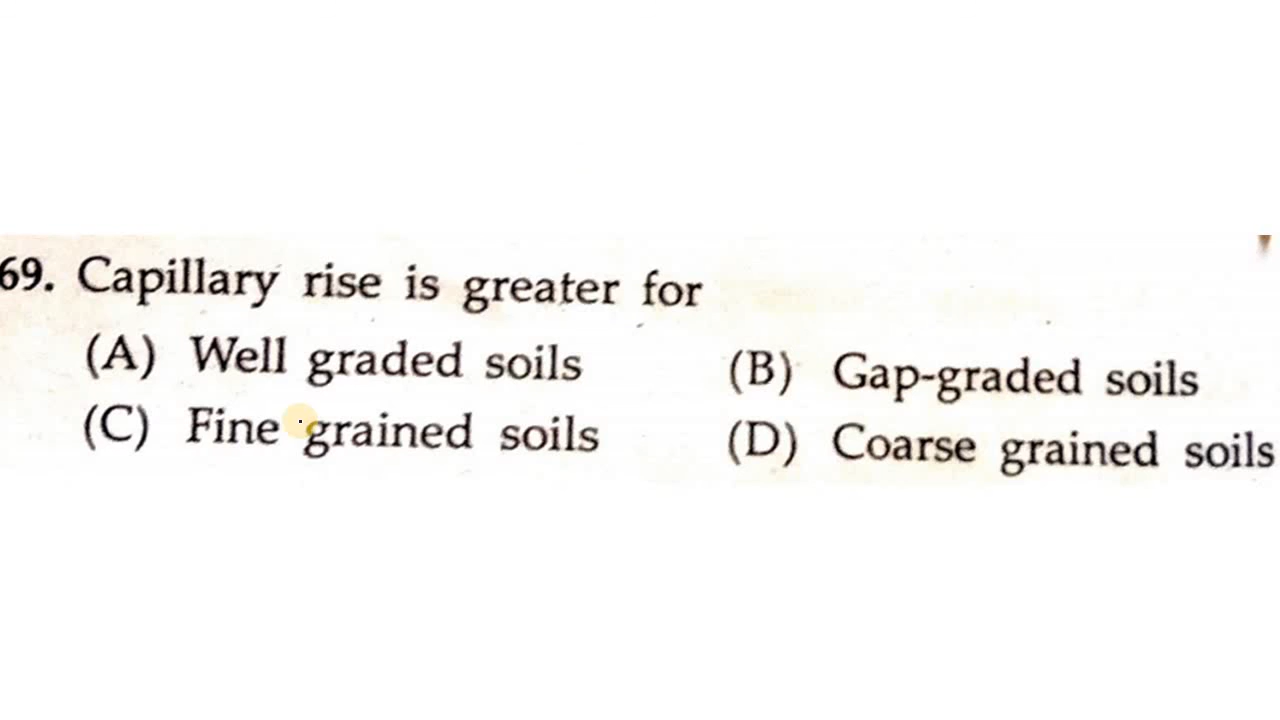 69. Capillary rise is greater for
(A) Well graded soils (B) Gap-graded soils
(C) Fine grained soils (D) Coarse grained soils